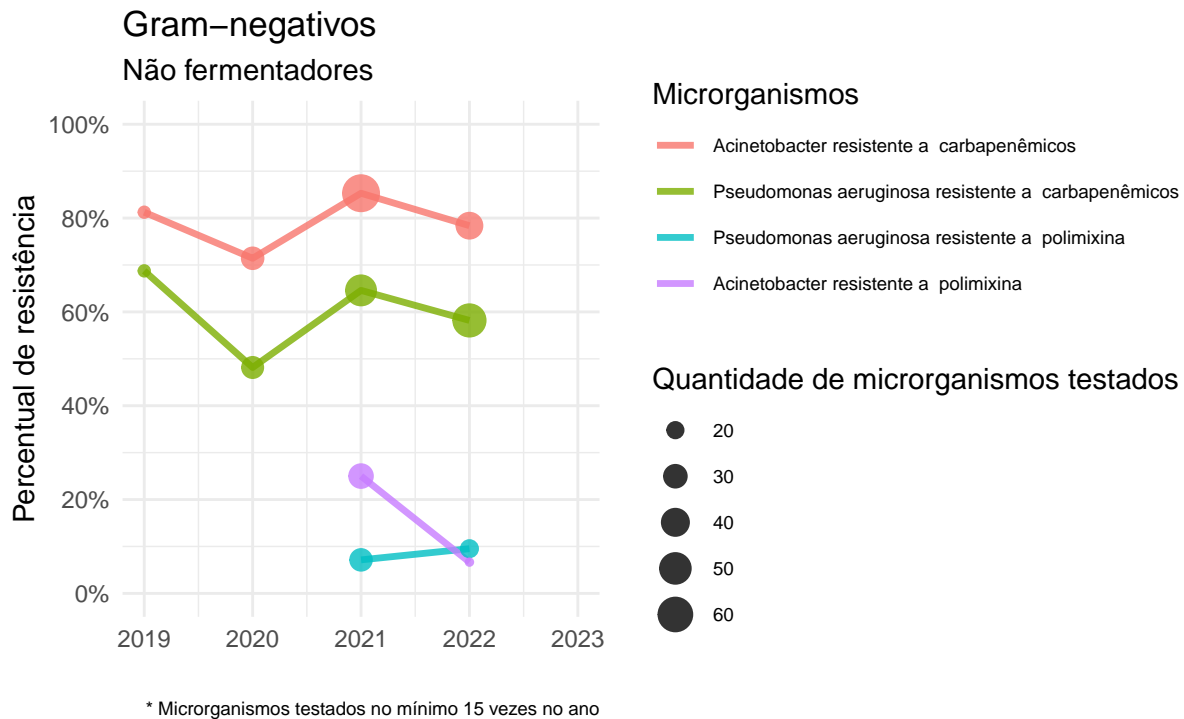 Gram−negativos
Não fermentadores
Percentual de resistência
100%
80%
60%
40%
20%
0%
2019 2020 2021 2022 2023
* Microrganismos testados no mínimo 15 vezes no ano
Microrganismos
Acinetobacter resistente a  carbapenêmicos
Pseudomonas aeruginosa resistente a  carbapenêmicos
Pseudomonas aeruginosa resistente a  polimixina
Acinetobacter resistente a  polimixina
Quantidade de microrganismos testados
20
30
40
50
60